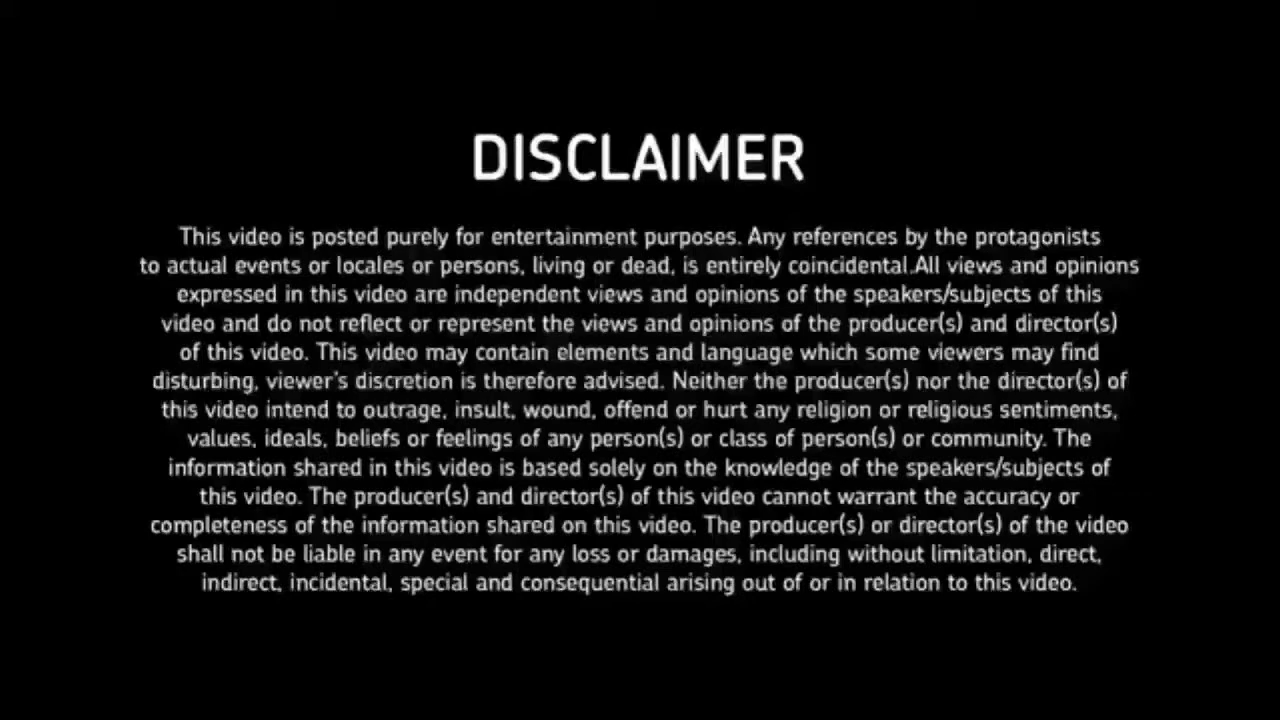 DISCLAIMER
This video is posted purely for entertainment purposes. Any references by the protagonists
to actual events or locales or persons, living or dead, is entirely coincidental.All views and opinions
expressed in this video are independent views and opinions of the speakers/subjects of this
video and do not reflect or represent the views and opinions of the producer(s) and director(s)
of this video. This video may contain elements and language which some viewers may find
disturbing, viewer's discretion is therefore advised. Neither the producer(s) nor the director(s) of
this video intend to outrage, insult, wound, offend or hurt any religion or religious sentiments,
values, ideals, beliefs or feelings of any person(s) or class of person(s) or community. The
information shared in this video is based solely on the knowledge of the speakers/subjects of
this video. The producer(s) and director(s) of this video cannot warrant the accuracy or
completeness of the information shared on this video. The producer(s) or director(s) of the video
shall not be liable in any event for any loss or damages, including without limitation, direct,
indirect, incidental, special and consequential arising out of or in relation to this video.